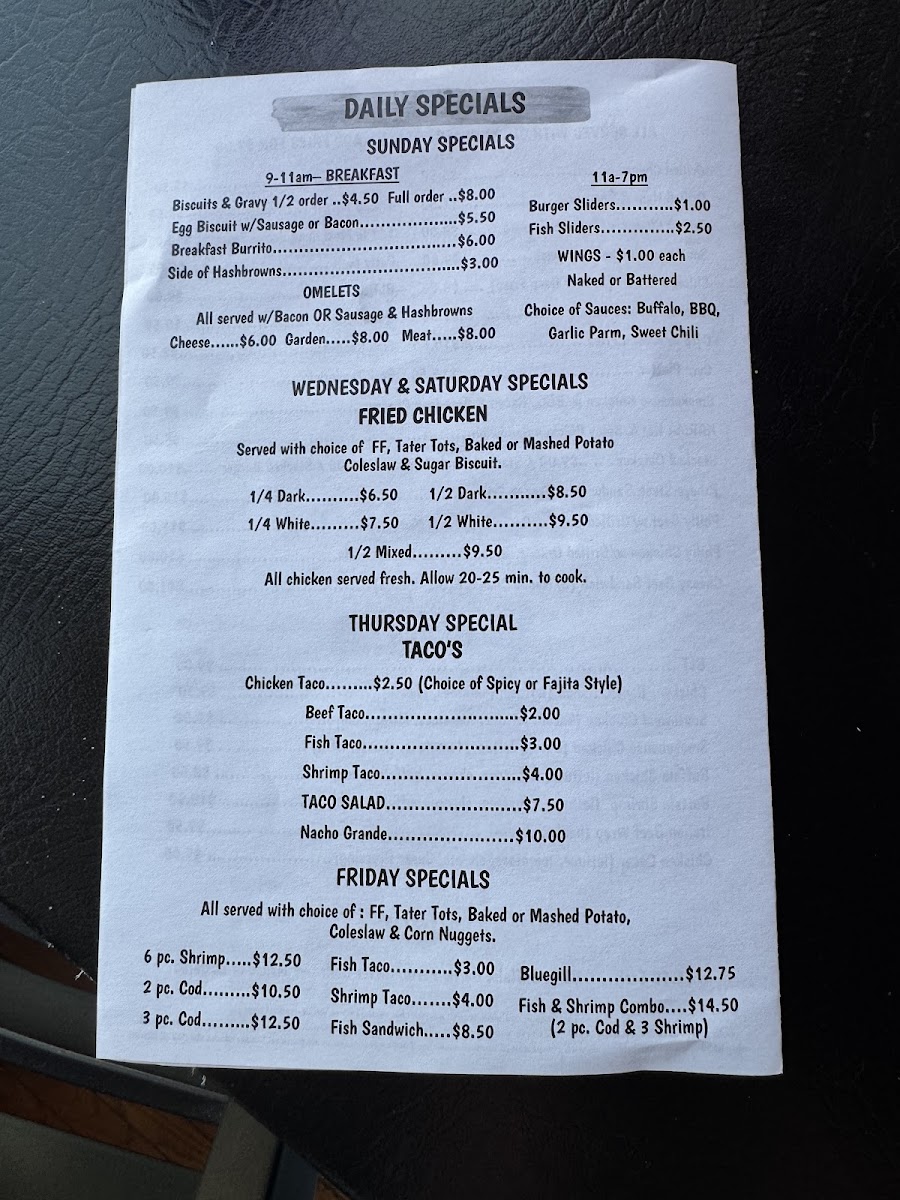 DAILY SPECIALS
SUNDAY SPECIALS
9-11am– BREAKFAST
Biscuits & Gravy 1/2 order ..$4.50 Full order ..$8.00
Egg Biscuit w/Sausage or Bacon...................$5.50
Breakfast Burrito....................................$6.00
Side of Hashbrowns...................................$3.00
OMELETS
All served w/Bacon OR Sausage & Hashbrowns
Cheese......$6.00 Garden.....$8.00 Meat.....$8.00
11a-7pm
Burger Sliders...........$1.00
Fish Sliders..............$2.50
WINGS - $1.00 each
Naked or Battered
Choice of Sauces: Buffalo, BBQ,
Garlic Parm, Sweet Chili
WEDNESDAY & SATURDAY SPECIALS
FRIED CHICKEN
Served with choice of FF, Tater Tots, Baked or Mashed Potato
Coleslaw & Sugar Biscuit.
1/4 Dark..........$6.50 1/2 Dark...........$8.50
1/4 White.........$7.50 1/2 White..........$9.50
1/2 Mixed.........$9.50
All chicken served fresh. Allow 20-25 min. to cook.
THURSDAY SPECIAL
TACO'S
Chicken Taco.........$2.50 (Choice of Spicy or Fajita Style)
Beef Taco..............................$2.00
Fish Taco...............................$3.00
Shrimp Taco...........................$4.00
TACO SALAD..........................$7.50
Nacho Grande........................$10.00
FRIDAY SPECIALS
All served with choice of : FF, Tater Tots, Baked or Mashed Potato,
Coleslaw & Corn Nuggets.
6 pc. Shrimp.....$12.50
2 pc. Cod.........$10.50
3 pc. Cod.........$12.50
Fish Taco............$3.00
Shrimp Taco.......$4.00
Fish Sandwich.....$8.50
Bluegill.....................$12.75
Fish & Shrimp Combo....$14.50
(2 pc. Cod & 3 Shrimp)